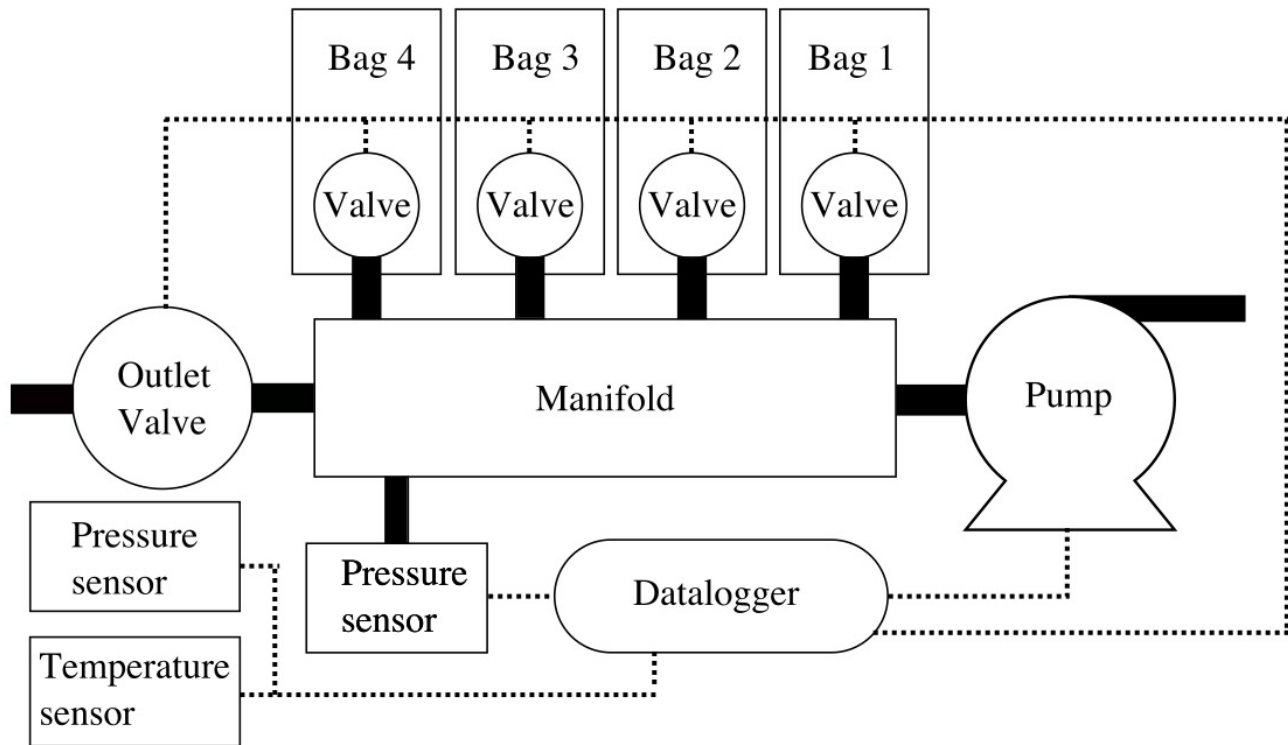 Bag 4
Bag 3
Bag 2
Bag 1
Valve
Valve
Valve
Valve
Outlet
Valve
Manifold
Pump
Pressure
sensor
Pressure
sensor
Datalogger
Temperature
sensor